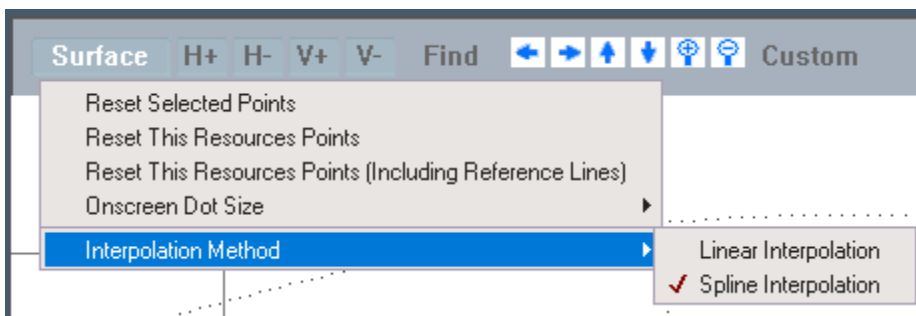 Surface H+ H- V+ V- Find Custom
Reset Selected Points
Reset This Resources Points
Reset This Resources Points (Including Reference Lines)
Onscreen Dot Size
Interpolation Method
Linear Interpolation
Spline Interpolation